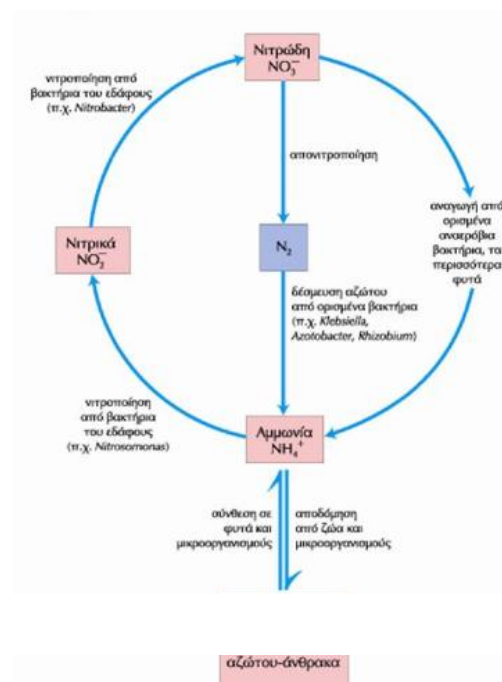 Νιτρώδη
NO₃⁻
νιτροποίηση από
βακτήρια του εδάφους
(π.χ. Nitrobacter)
απονιτροποίηση
αναγωγή από
ορισμένα
αναερόβια
βακτήρια, τα
περισσότερα
φυτά
Νιτρικά
NO₂⁻
N₂
δέσμευση αζώτου
από ορισμένα βακτήρια
(π.χ. Klebsiella,
Azotobacter, Rhizobium)
νιτροποίηση
από βακτήρια
του εδάφους
(π.χ. Nitrosomonas)
Αμμωνία
NH₄⁺
σύνθεση σε
φυτά και
μικροοργανισμούς
αποδόμηση
από ζώα και
μικροοργανισμούς
αζώτου-άνθρακα